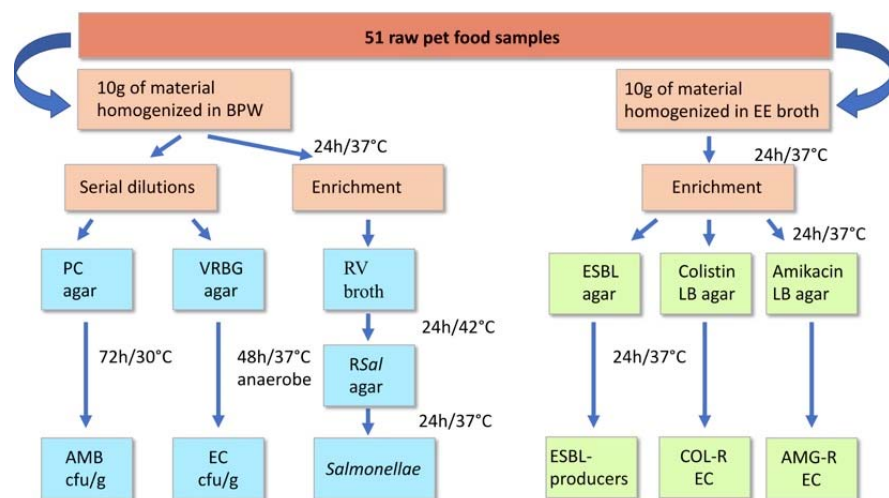 51 raw pet food samples
10g of material
homogenized in BPW
10g of material
homogenized in EE broth
24h/37°C
24h/37°C
Serial dilutions
Enrichment
Enrichment
24h/37°C
PC
agar
VRBG
agar
RV
broth
ESBL
agar
Colistin
LB agar
Amikacin
LB agar
24h/42°C
72h/30°C
48h/37°C
anaerobe
RSal
agar
24h/37°C
24h/37°C
AMB
cfu/g
EC
cfu/g
Salmonellae
ESBL-
producers
COL-R
EC
AMG-R
EC